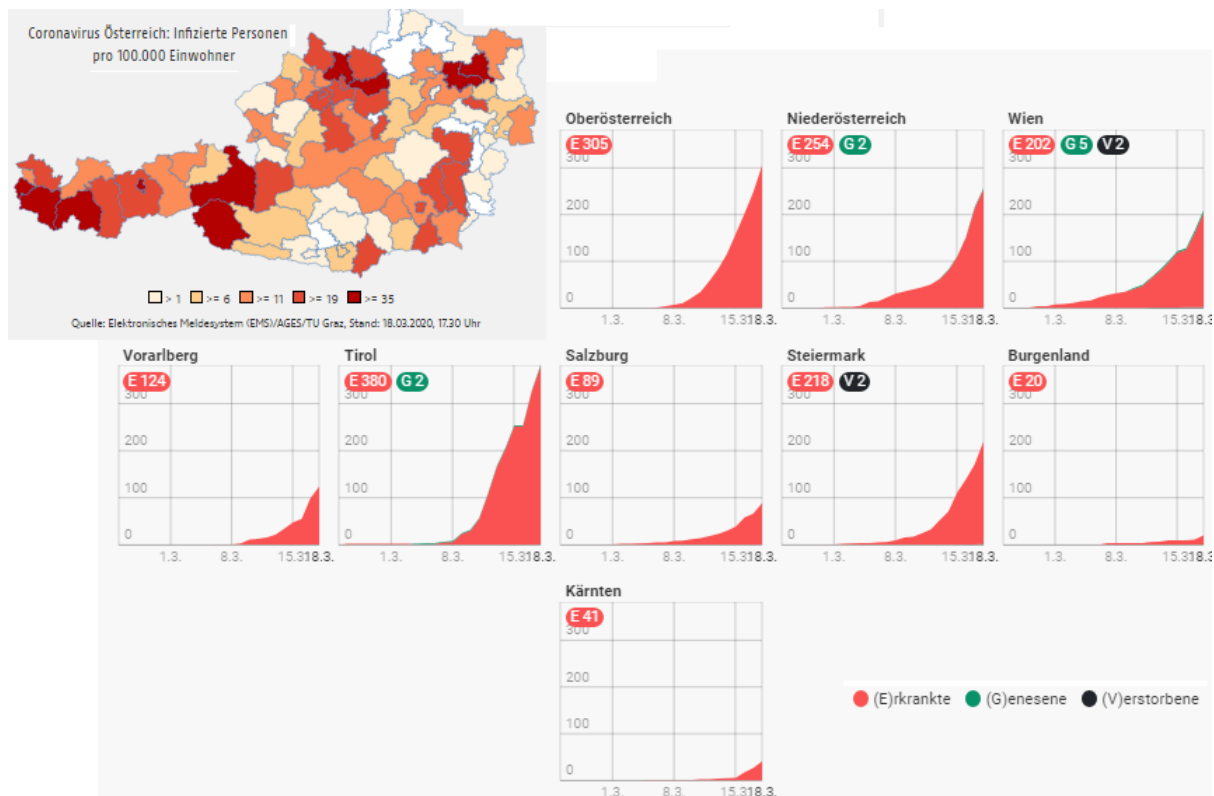 Coronavirus Österreich: Infizierte Personen
pro 100.000 Einwohner
> 1 >= 6 >= 11 >= 19 >= 35
Quelle: Elektronisches Meldesystem (EMS)/AGES/TU Graz, Stand: 18.03.2020, 17.30 Uhr
Oberösterreich
E 305
300
200
100
0
1.3. 8.3. 15.3 18.3.
Niederösterreich
E 254 G 2
300
200
100
0
1.3. 8.3. 15.3 18.3.
Wien
E 202 G 5 V 2
300
200
100
0
1.3. 8.3. 15.3 18.3.
Vorarlberg
E 124
300
200
100
0
1.3. 8.3. 15.3 18.3.
Tirol
E 380 G 2
300
200
100
0
1.3. 8.3. 15.3 18.3.
Salzburg
E 89
300
200
100
0
1.3. 8.3. 15.3 18.3.
Steiermark
E 218 V 2
300
200
100
0
1.3. 8.3. 15.3 18.3.
Burgenland
E 20
300
200
100
0
1.3. 8.3. 15.3 18.3.
Kärnten
E 41
300
200
100
0
1.3. 8.3. 15.3 18.3.
(E)rkrankte (G)enesene (V)erstorbene